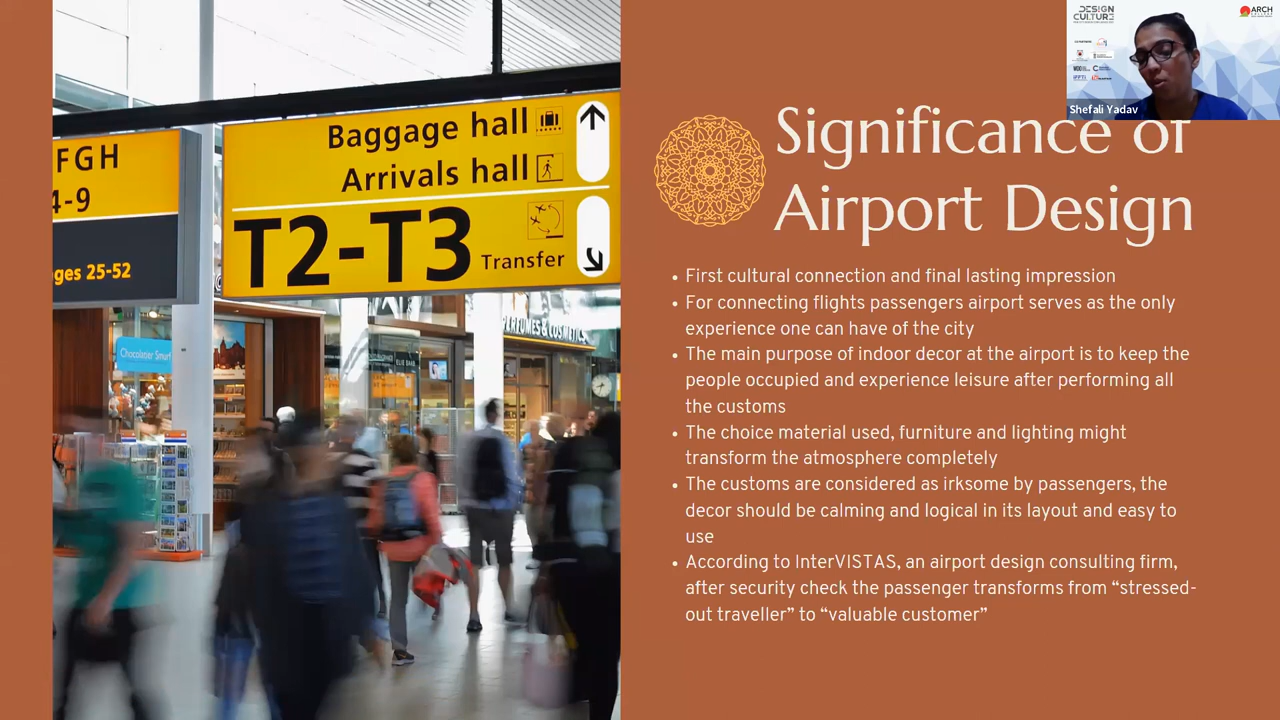 FGH
4-9
ges 25-52
Baggage hall
Arrivals hall
T2-T3 Transfer
Chocolatier Smurf
PERFUMES & COSMETICS
DESIGN
CULTURE
ARCH
Shefali Yadav
Significance of
Airport Design
• First cultural connection and final lasting impression
• For connecting flights passengers airport serves as the only
experience one can have of the city
• The main purpose of indoor decor at the airport is to keep the
people occupied and experience leisure after performing all
the customs
• The choice material used, furniture and lighting might
transform the atmosphere completely
• The customs are considered as irksome by passengers, the
decor should be calming and logical in its layout and easy to
use
• According to InterVISTAS, an airport design consulting firm,
after security check the passenger transforms from “stressed-
out traveller” to “valuable customer”